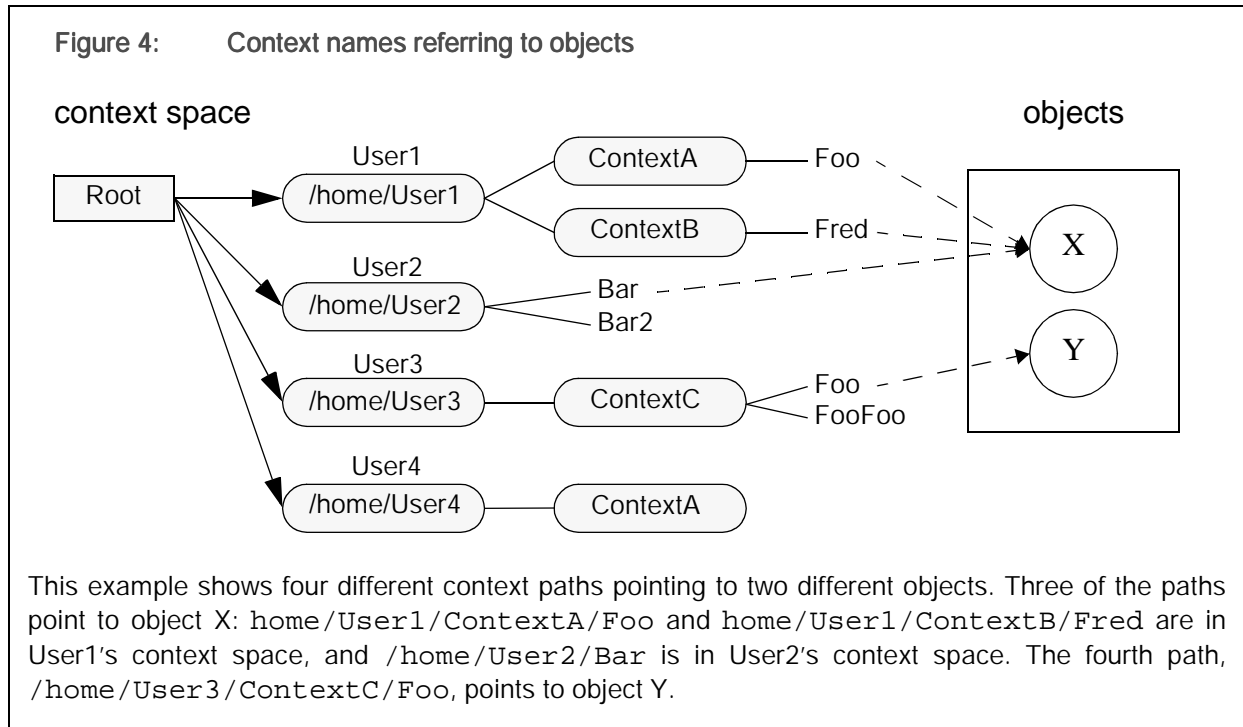 Figure 4: Context names referring to objects
context space
objects
User1
ContextA
Foo
Root
/home/User1
X
ContextB
Fred
User2
/home/User2
Bar
Bar2
Y
User3
/home/User3
ContextC
Foo
FooFoo
User4
/home/User4
ContextA
This example shows four different context paths pointing to two different objects. Three of the paths
point to object X: home/User1/ContextA/Foo and home/User1/ContextB/Fred are in
User1's context space, and /home/User2/Bar is in User2's context space. The fourth path,
/home/User3/ContextC/Foo, points to object Y.